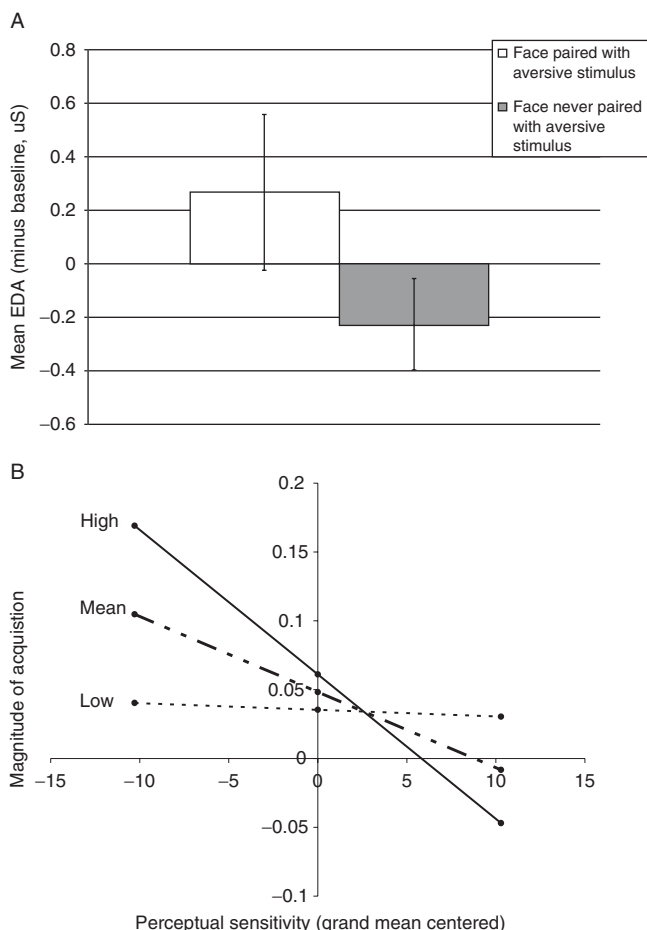 A
0.8
0.6
0.4
0.2
0
−0.2
−0.4
−0.6
Mean EDA (minus baseline, uS)
Face paired with
aversive stimulus
Face never paired
with aversive
stimulus
B
0.2
0.15
0.1
0.05
0
−0.05
−0.1
High
Mean
Low
Magnitude of acquistion
−15
−10
−5
0
5
10
15
Perceptual sensitivity (grand mean centered)